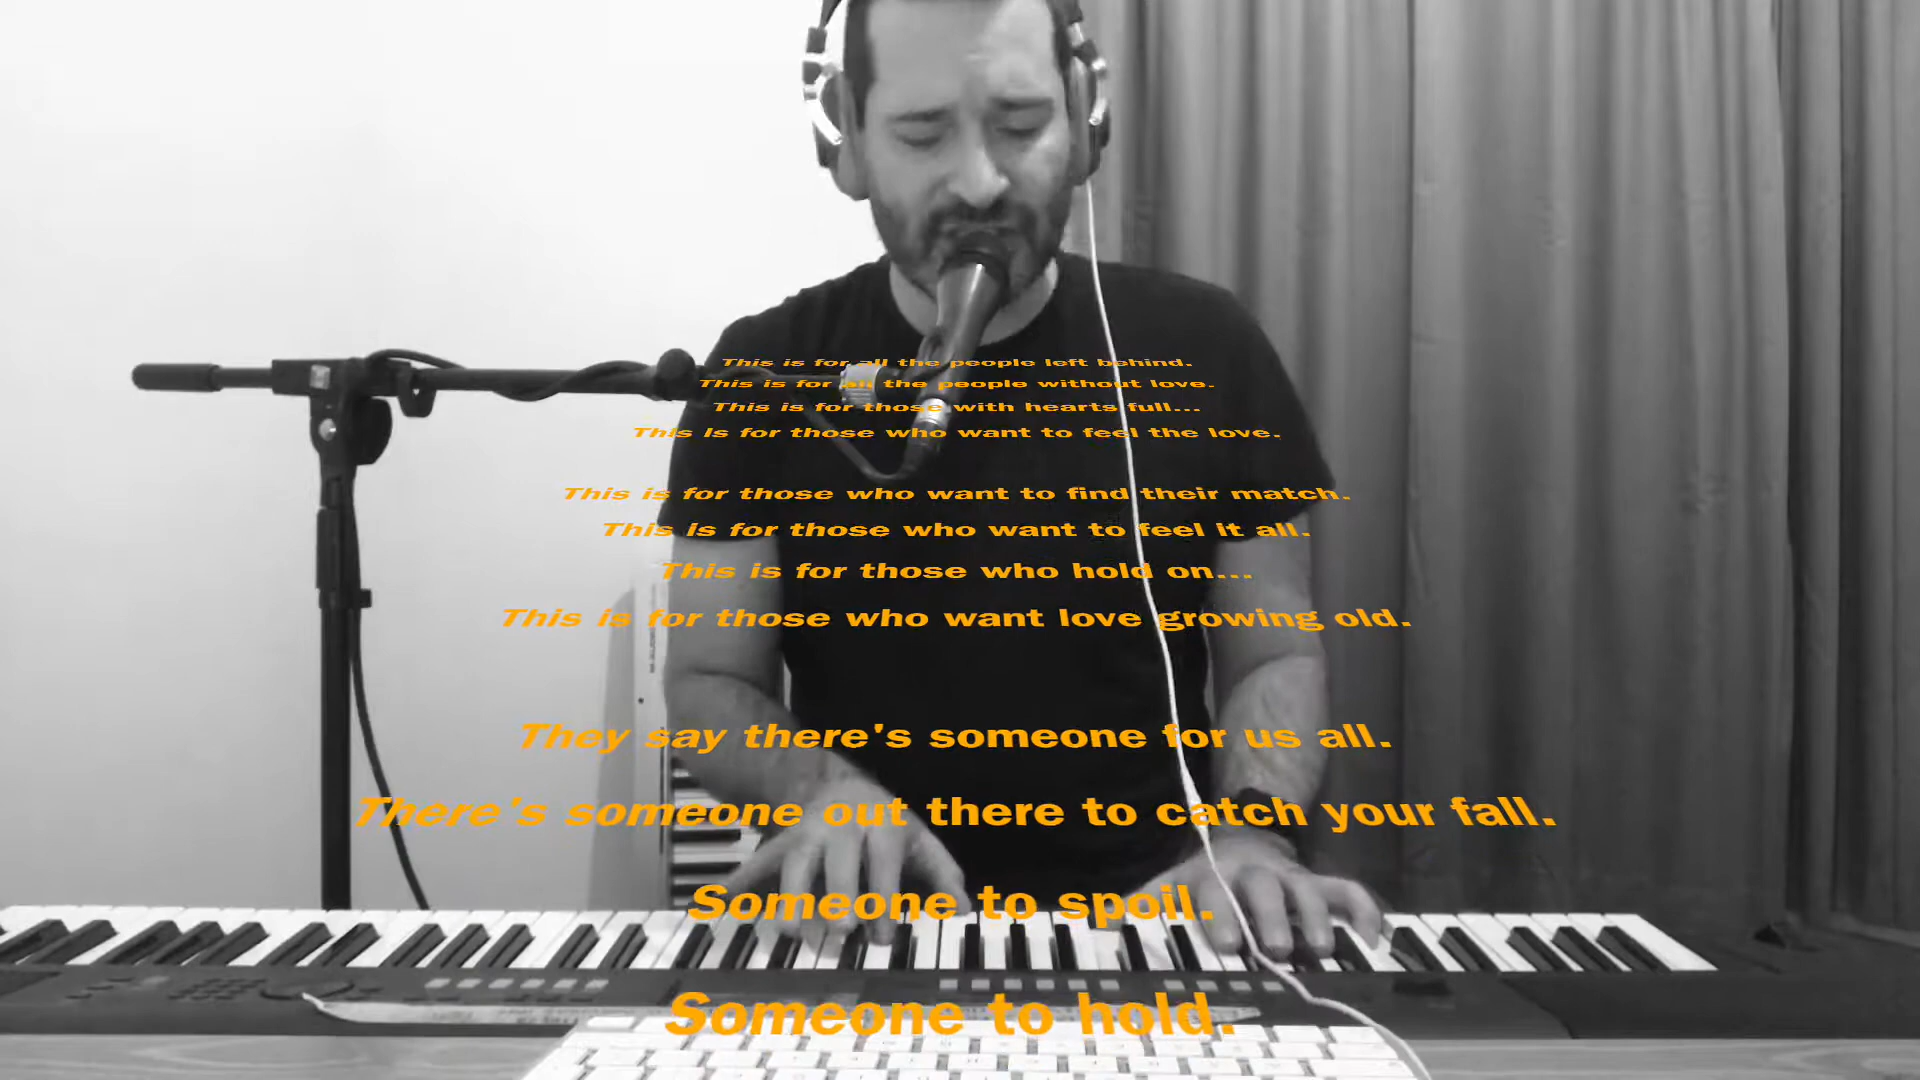 This is for all the people left behind.
This is for all the people without love.
This is for those with hearts full...
This is for those who want to feel the love.
This is for those who want to find their match.
This is for those who want to feel it all.
This is for those who hold on...
This is for those who want love growing old.
They say there's someone for us all.
There's someone out there to catch your fall.
Someone to spoil.
Someone to hold.